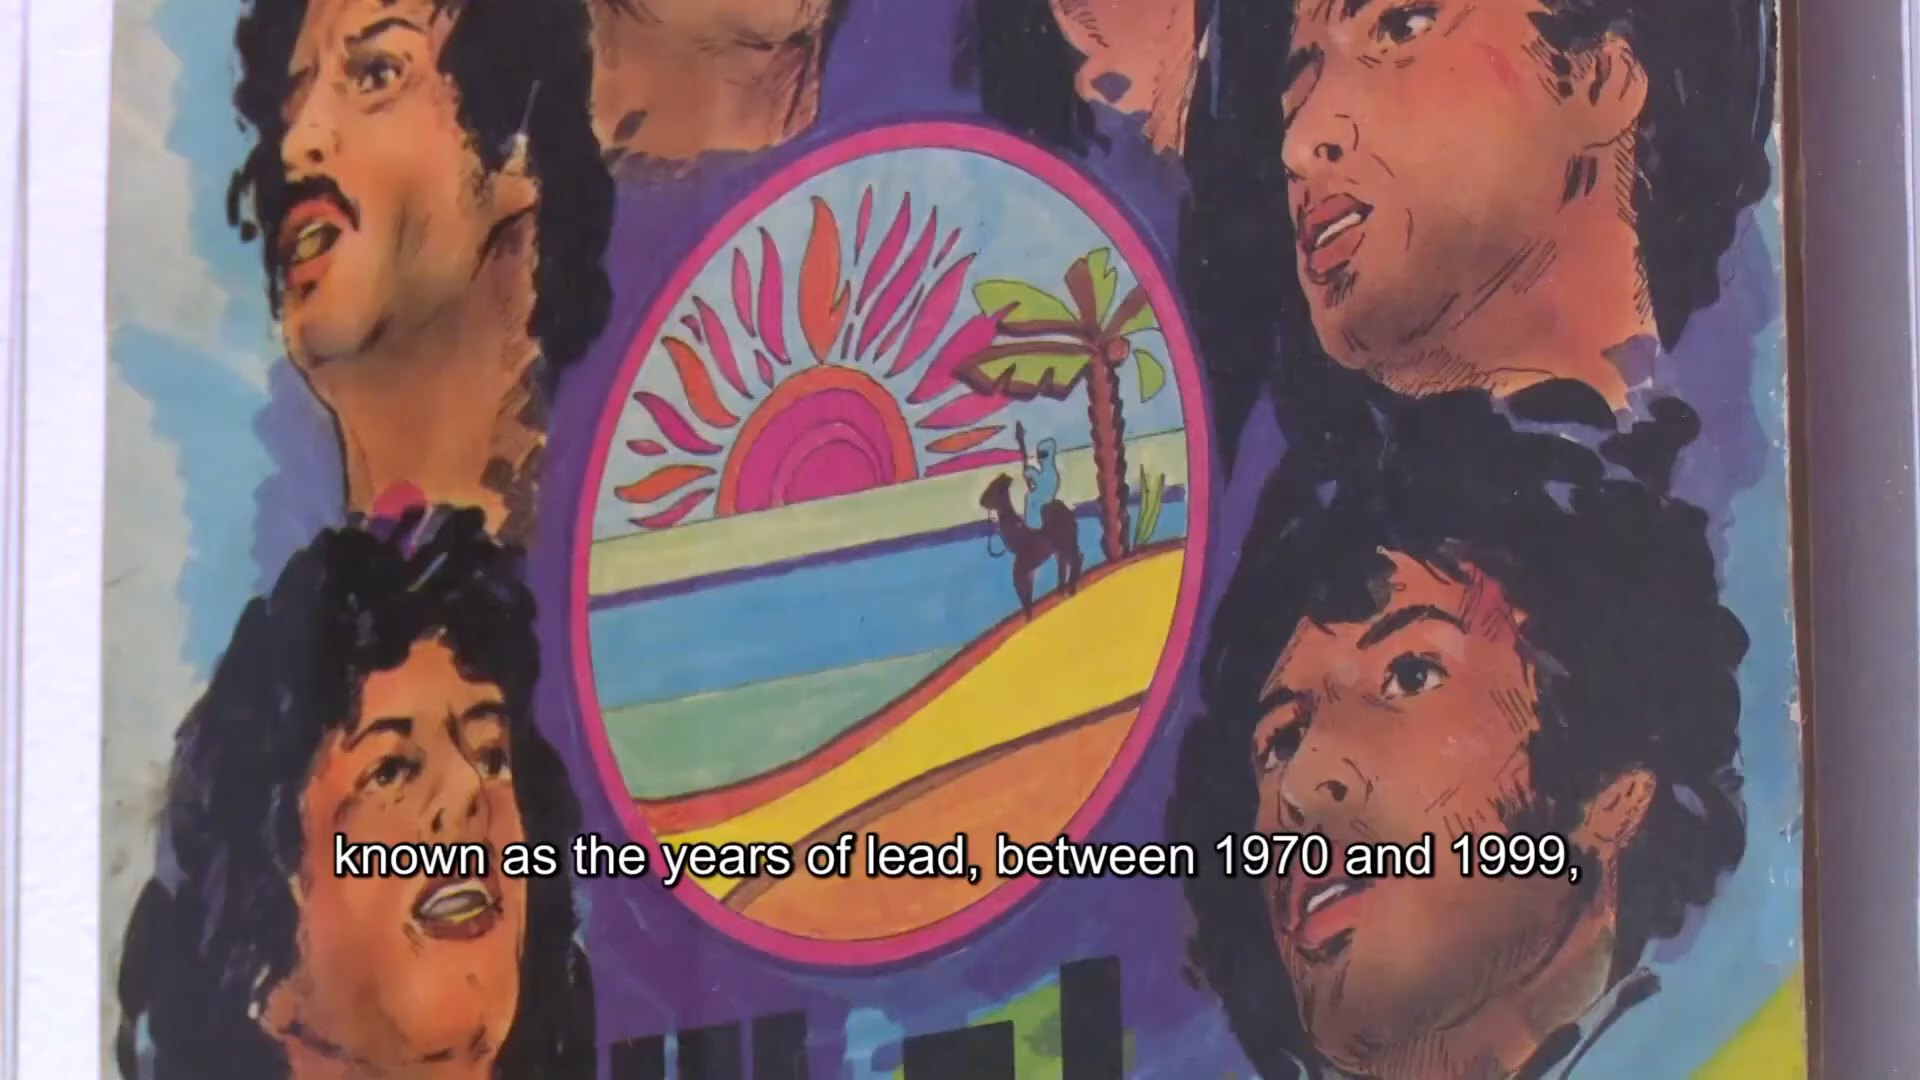 known as the years of lead, between 1970 and 1999,